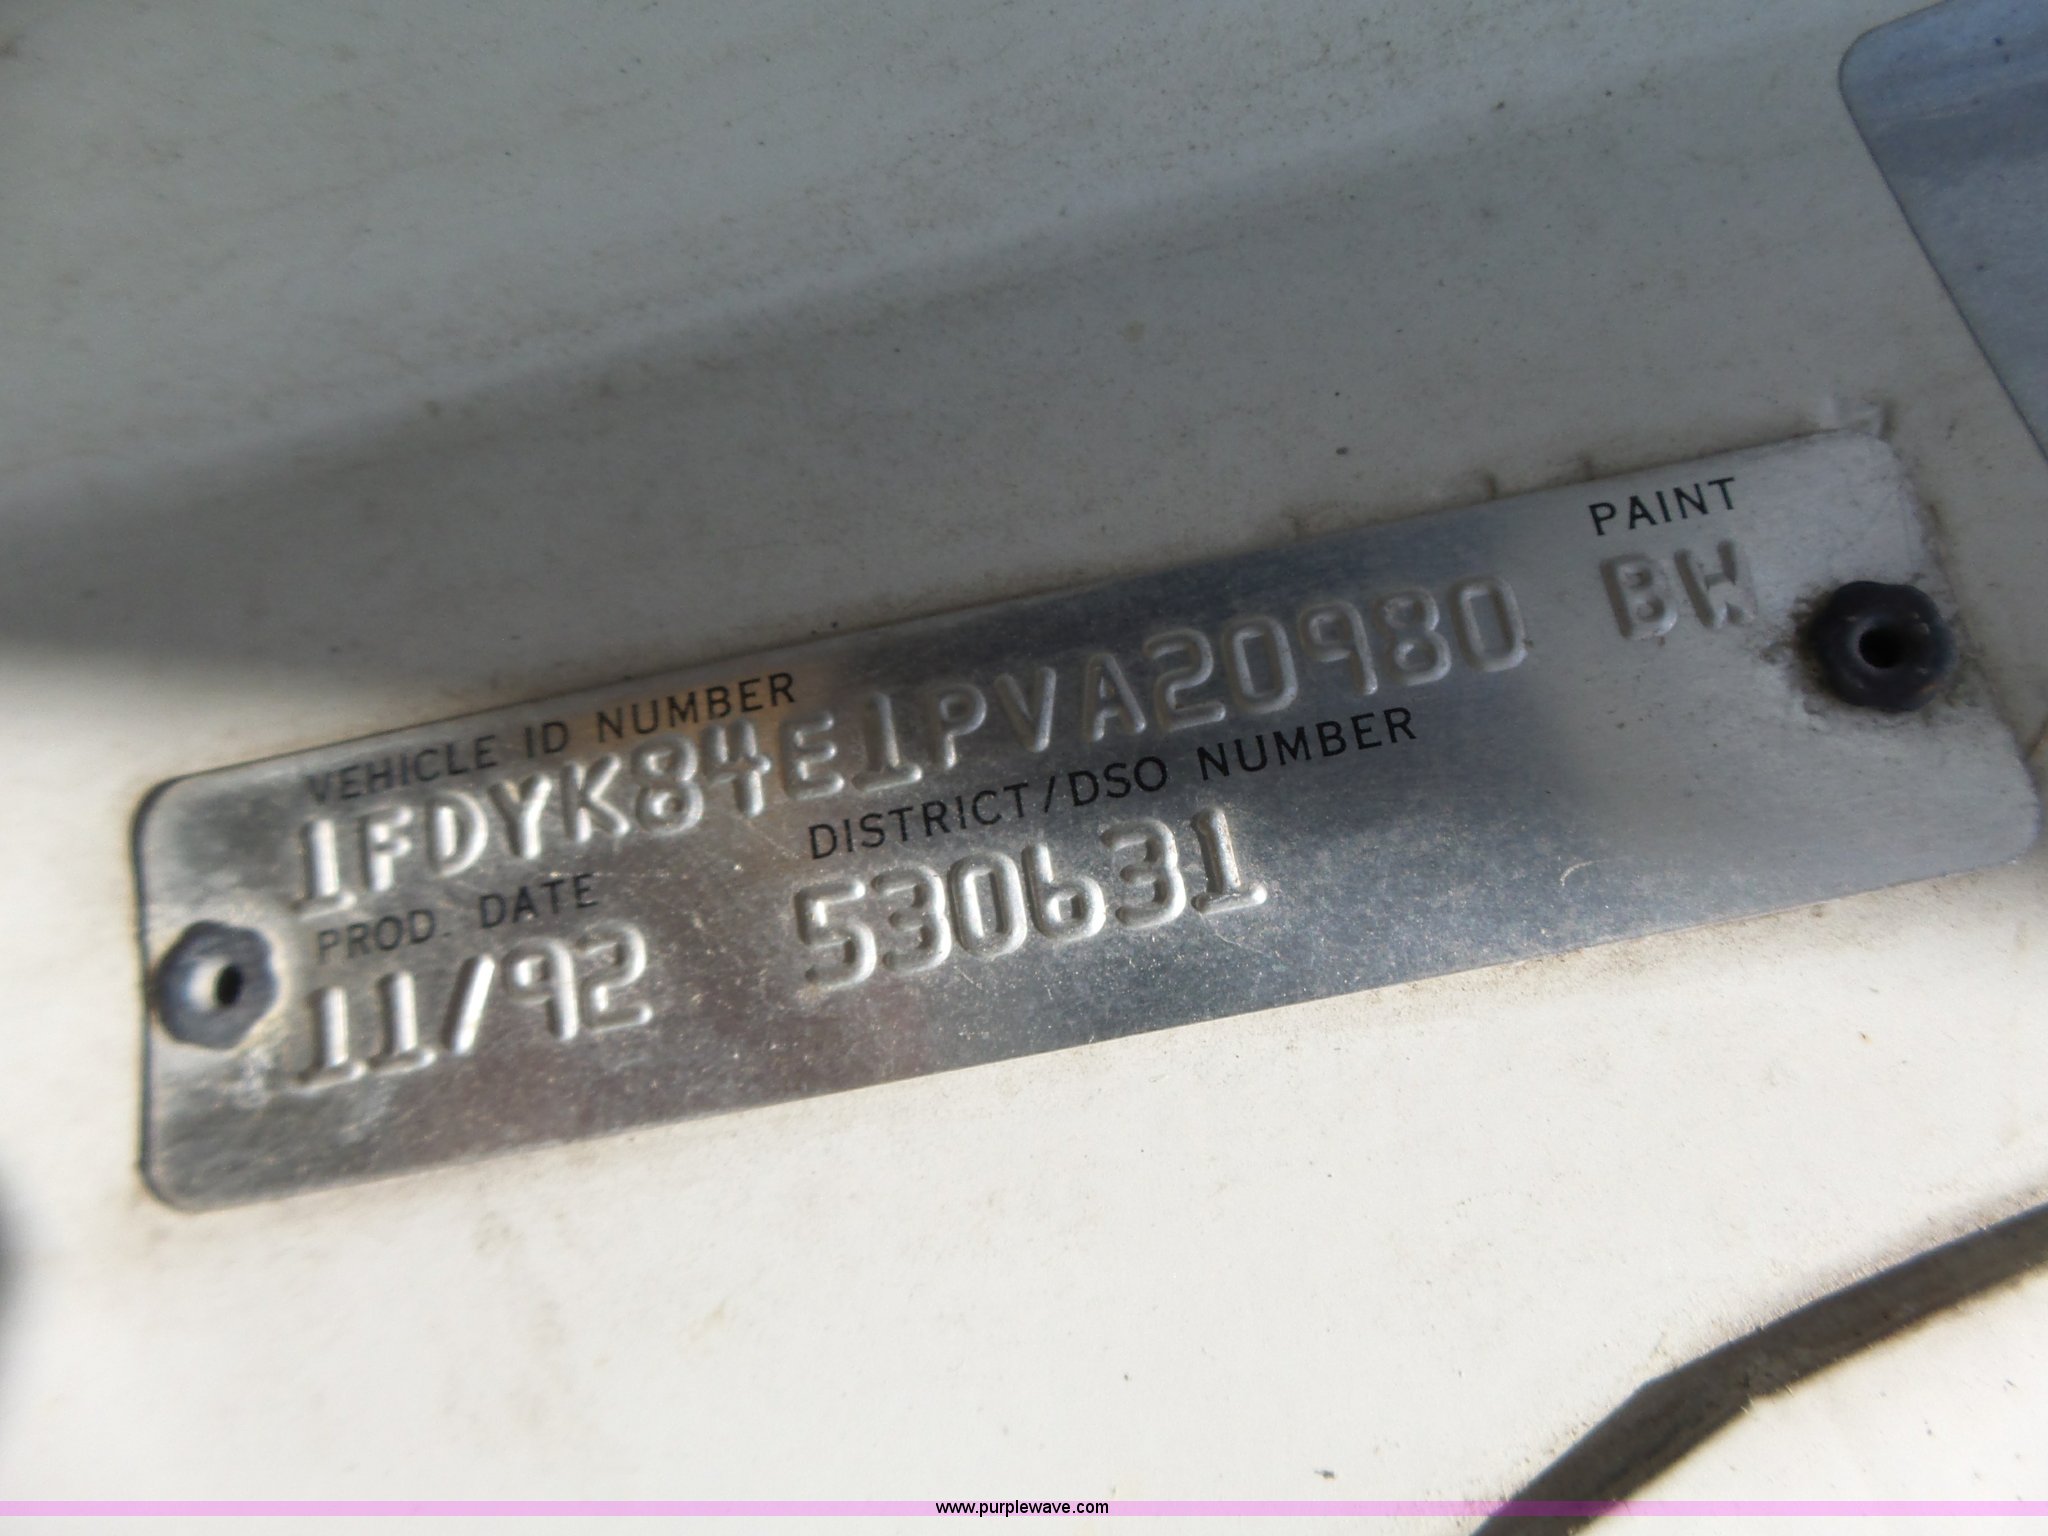 PAINT
VEHICLE ID NUMBER
1FDYK84E1PVA20980 BW
PROD. DATE
DISTRICT/DSO NUMBER
11/92 530631
www.purplewave.com